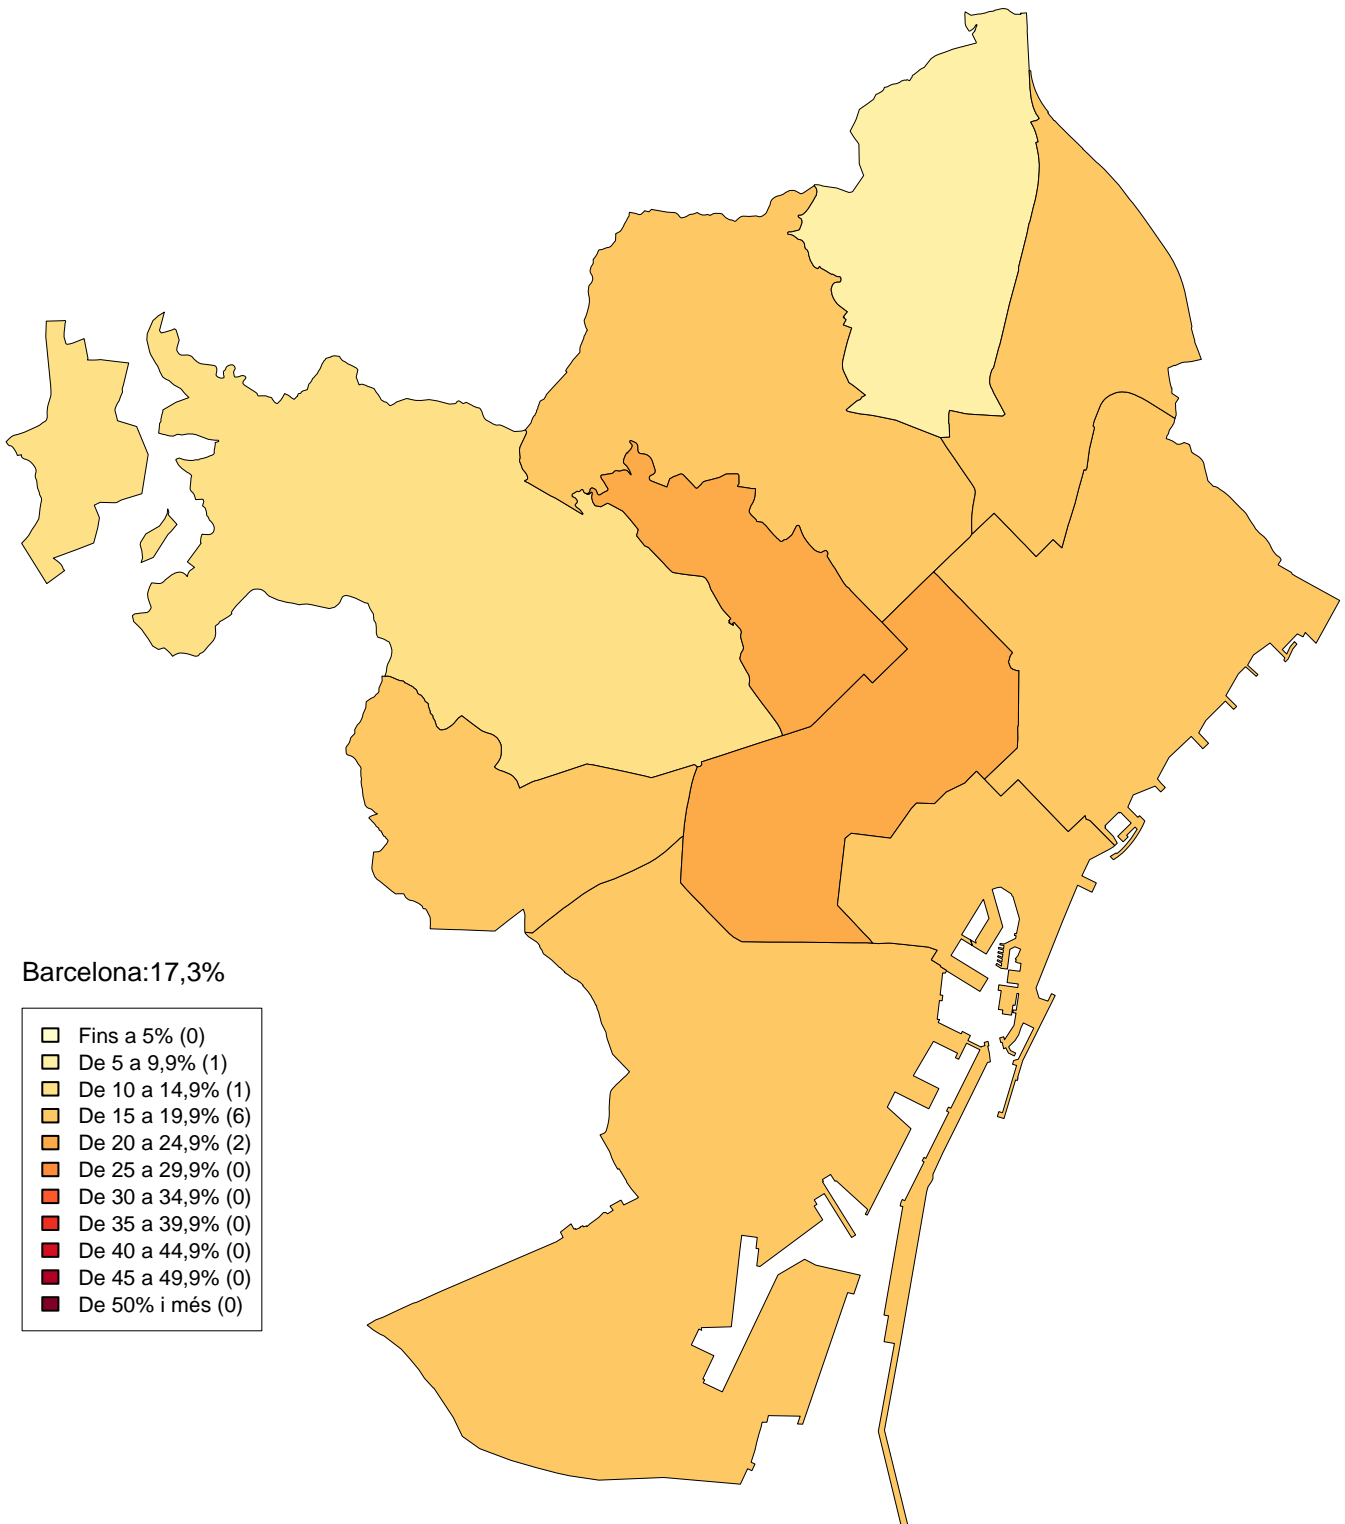 Barcelona:17,3%
Fins a 5% (0)
De 5 a 9,9% (1)
De 10 a 14,9% (1)
De 15 a 19,9% (6)
De 20 a 24,9% (2)
De 25 a 29,9% (0)
De 30 a 34,9% (0)
De 35 a 39,9% (0)
De 40 a 44,9% (0)
De 45 a 49,9% (0)
De 50% i més (0)